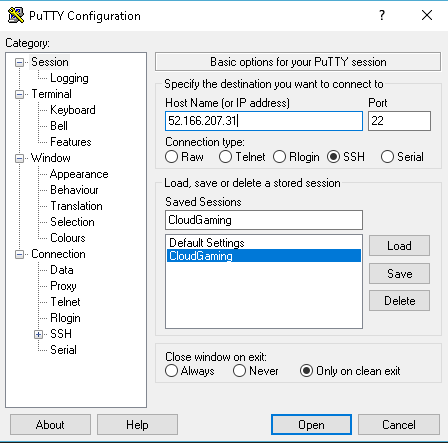 PuTTY Configuration
?
Category:
Session
Logging
Terminal
Keyboard
Bell
Features
Window
Appearance
Behaviour
Translation
Selection
Colours
Connection
Data
Proxy
Telnet
Rlogin
SSH
Serial
Basic options for your PuTTY session
Specify the destination you want to connect to
Host Name (or IP address) Port
52.166.207.31 22
Connection type:
Raw Telnet Rlogin SSH Serial
Load, save or delete a stored session
Saved Sessions
CloudGaming
Default Settings
CloudGaming
Load
Save
Delete
Close window on exit:
Always Never Only on clean exit
About Help Open Cancel